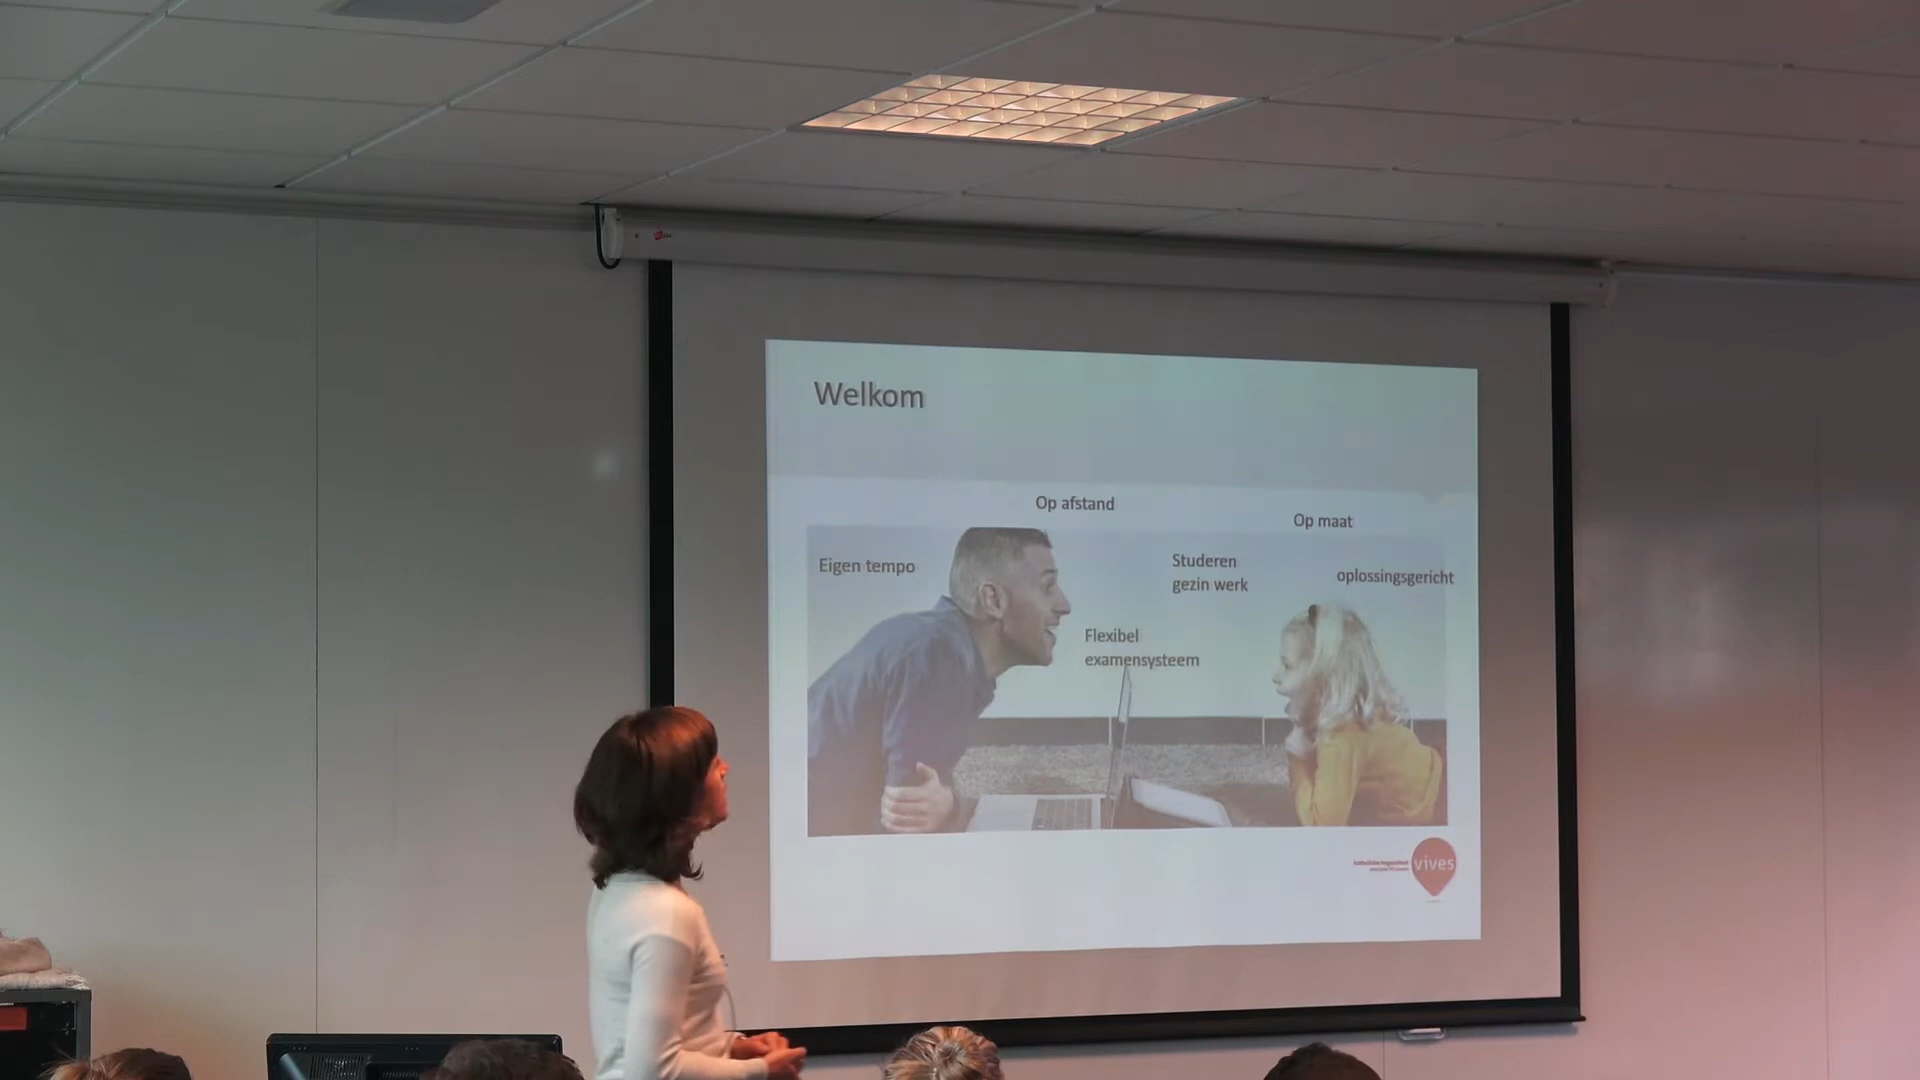 Welkom
Op afstand
Op maat
Eigen tempo
Studeren
gezin werk
oplossingsgericht
Flexibel
examensysteem
vives